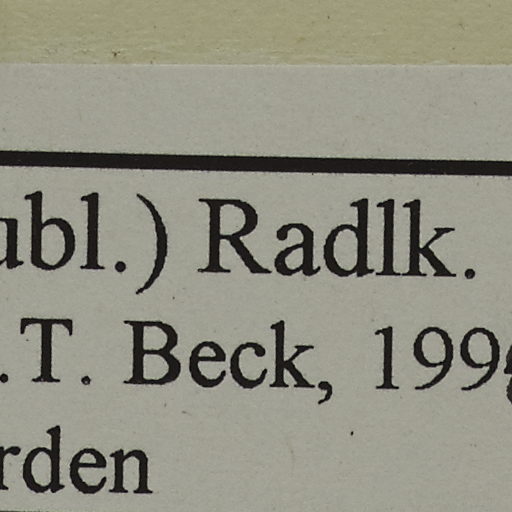 ubl.) Radlk.
.T. Beck, 199
rden